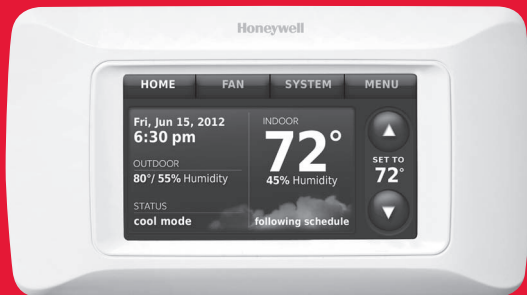 Honeywell
HOME FAN SYSTEM MENU
Fri, Jun 15, 2012
6:30 pm
OUTDOOR
80°/ 55% Humidity
STATUS
cool mode
INDOOR
72°
45% Humidity
following schedule
SET TO
72°